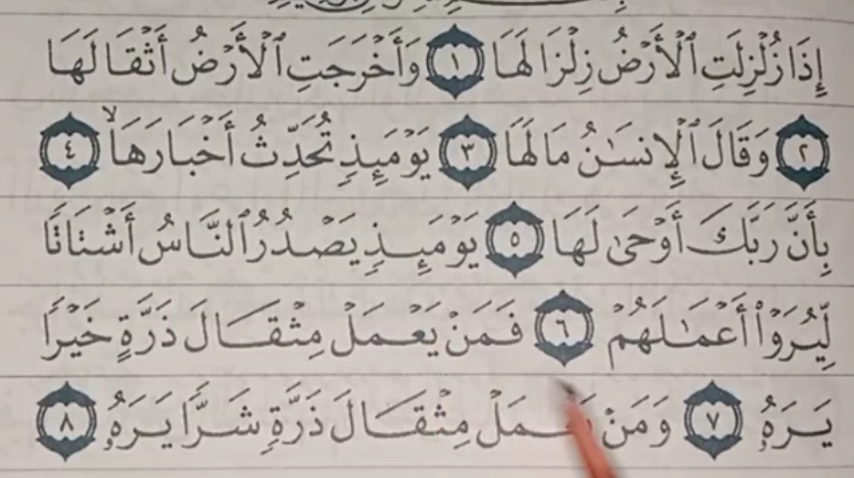 إِذَا زُلْزِلَتِ ٱلْأَرْضُ زِلْزَالَهَا ١ وَأَخْرَجَتِ ٱلْأَرْضُ أَثْقَالَهَا
٢ وَقَالَ ٱلْإِنسَٰنُ مَا لَهَا ٣ يَوْمَئِذٍ تُحَدِّثُ أَخْبَارَهَا ۙ ٤
بِأَنَّ رَبَّكَ أَوْحَىٰ لَهَا ٥ يَوْمَئِذٍ يَصْدُرُ ٱلنَّاسُ أَشْتَاتًا
لِّيُرَوْا۟ أَعْمَٰلَهُمْ ٦ فَمَنْ يَعْمَلْ مِثْقَالَ ذَرَّةٍ خَيْرًا
يَرَهُۥ ٧ وَمَنْ يَعْمَلْ مِثْقَالَ ذَرَّةٍ شَرًّا يَرَهُۥ ٨